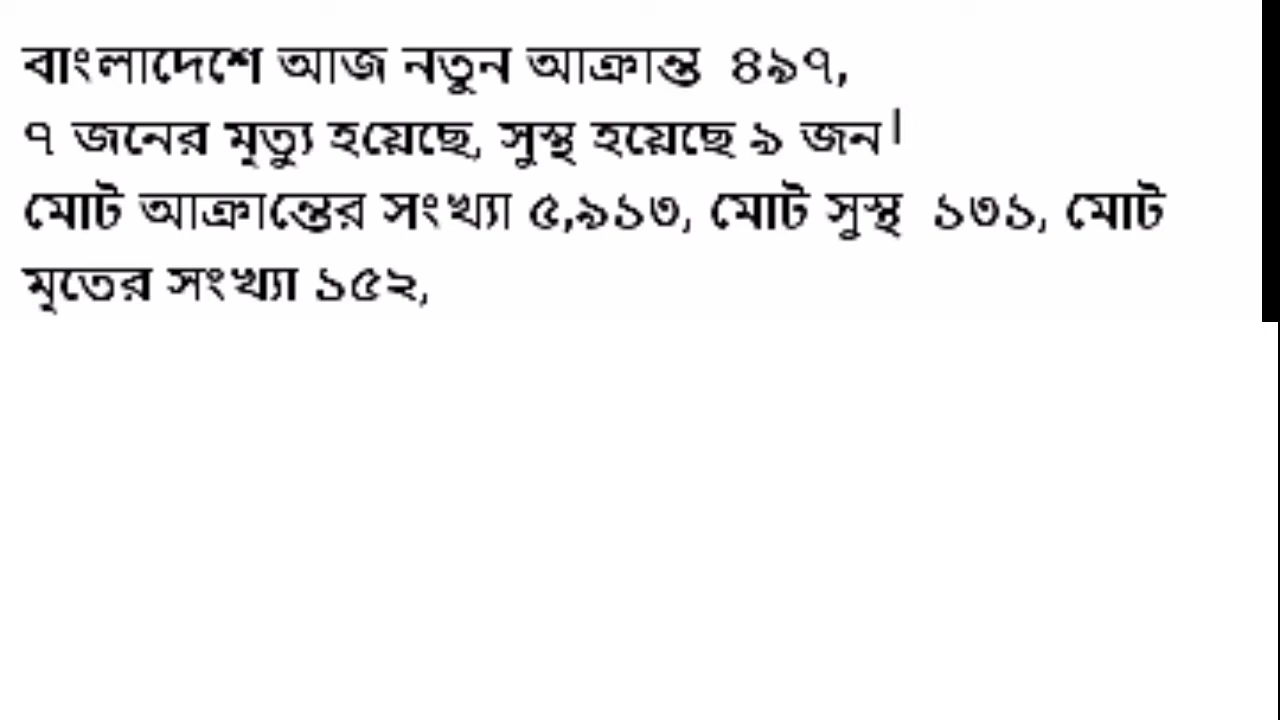 বাংলাদেশে আজ নতুন আক্রান্ত ৪৯৭,
৭ জনের মৃত্যু হয়েছে, সুস্থ হয়েছে ৯ জন।
মোট আক্রান্তের সংখ্যা ৫,৯১৩, মোট সুস্থ ১৩১, মোট
মৃতের সংখ্যা ১৫২,